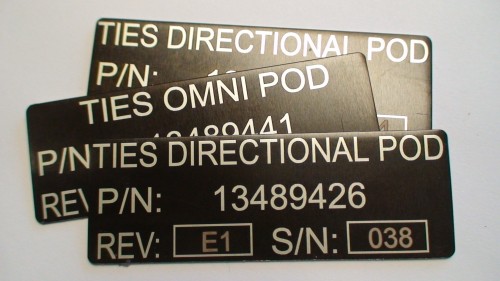 TIES DIRECTIONAL POD
P/N:
TIES OMNI POD
13489441
P/N
REV
TIES DIRECTIONAL POD
P/N: 13489426
REV: E1 S/N: 038